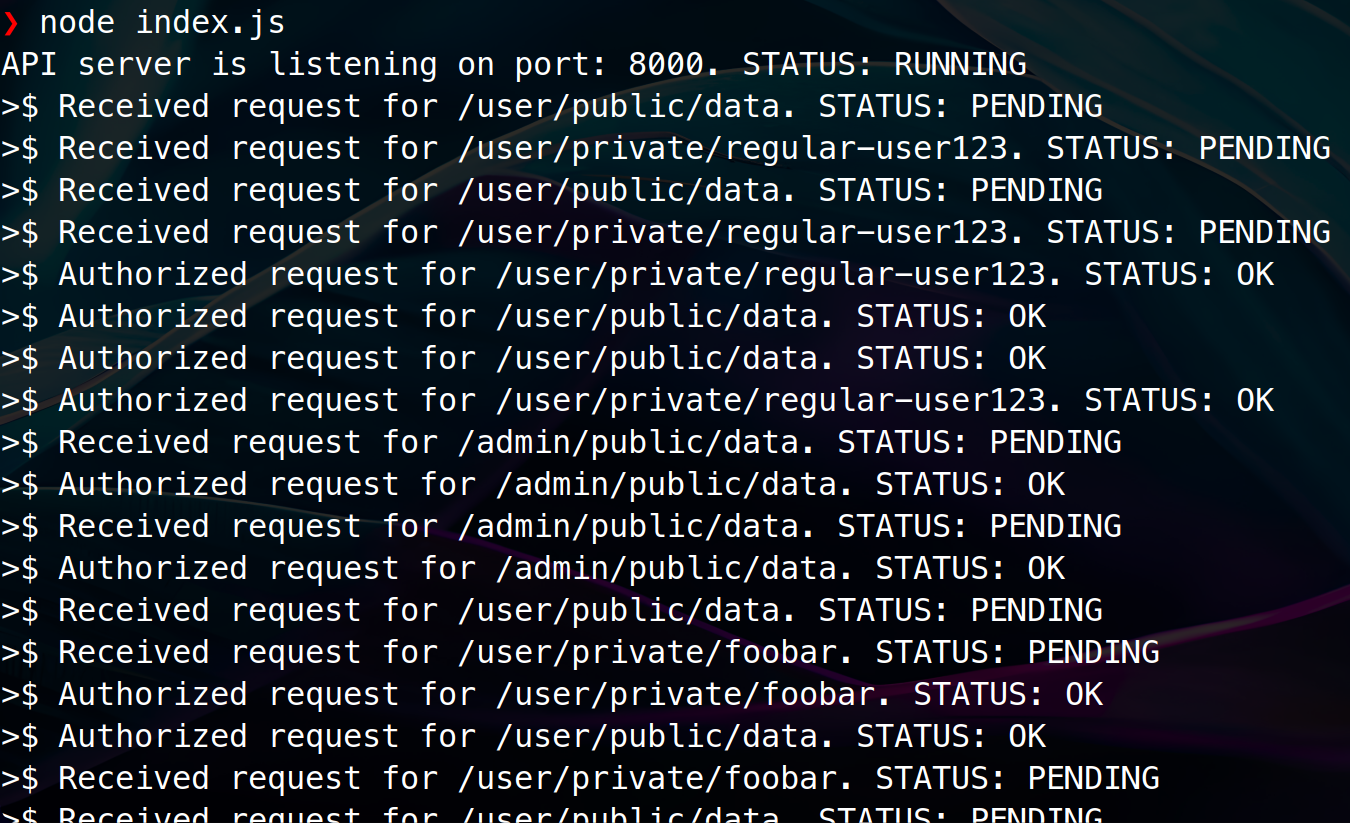 ❯ node index.js
API server is listening on port: 8000. STATUS: RUNNING
>$ Received request for /user/public/data. STATUS: PENDING
>$ Received request for /user/private/regular-user123. STATUS: PENDING
>$ Received request for /user/public/data. STATUS: PENDING
>$ Received request for /user/private/regular-user123. STATUS: PENDING
>$ Authorized request for /user/private/regular-user123. STATUS: OK
>$ Authorized request for /user/public/data. STATUS: OK
>$ Authorized request for /user/public/data. STATUS: OK
>$ Authorized request for /user/private/regular-user123. STATUS: OK
>$ Received request for /admin/public/data. STATUS: PENDING
>$ Authorized request for /admin/public/data. STATUS: OK
>$ Received request for /admin/public/data. STATUS: PENDING
>$ Authorized request for /admin/public/data. STATUS: OK
>$ Received request for /user/public/data. STATUS: PENDING
>$ Received request for /user/private/foobar. STATUS: PENDING
>$ Authorized request for /user/private/foobar. STATUS: OK
>$ Authorized request for /user/public/data. STATUS: OK
>$ Received request for /user/private/foobar. STATUS: PENDING
>$ Received request for /user/public/data. STATUS: PENDING